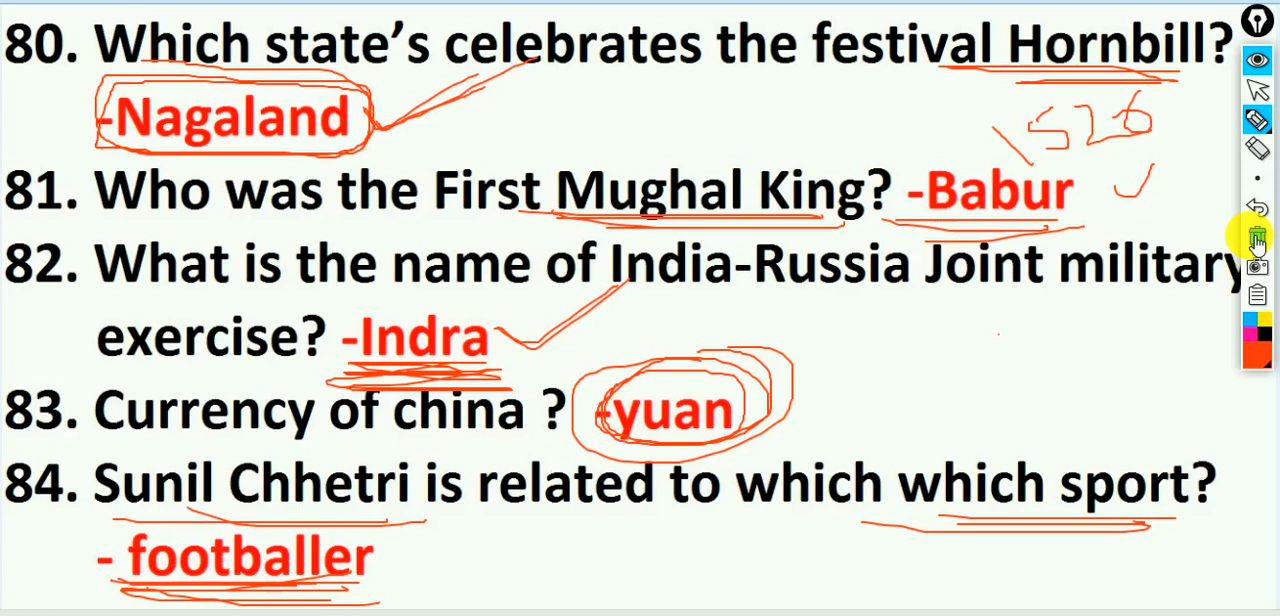 80. Which state's celebrates the festival Hornbill?
-Nagaland
1526
81. Who was the First Mughal King? -Babur
82. What is the name of India-Russia Joint military
exercise? -Indra
83. Currency of china ? -yuan
84. Sunil Chhetri is related to which which sport?
- footballer